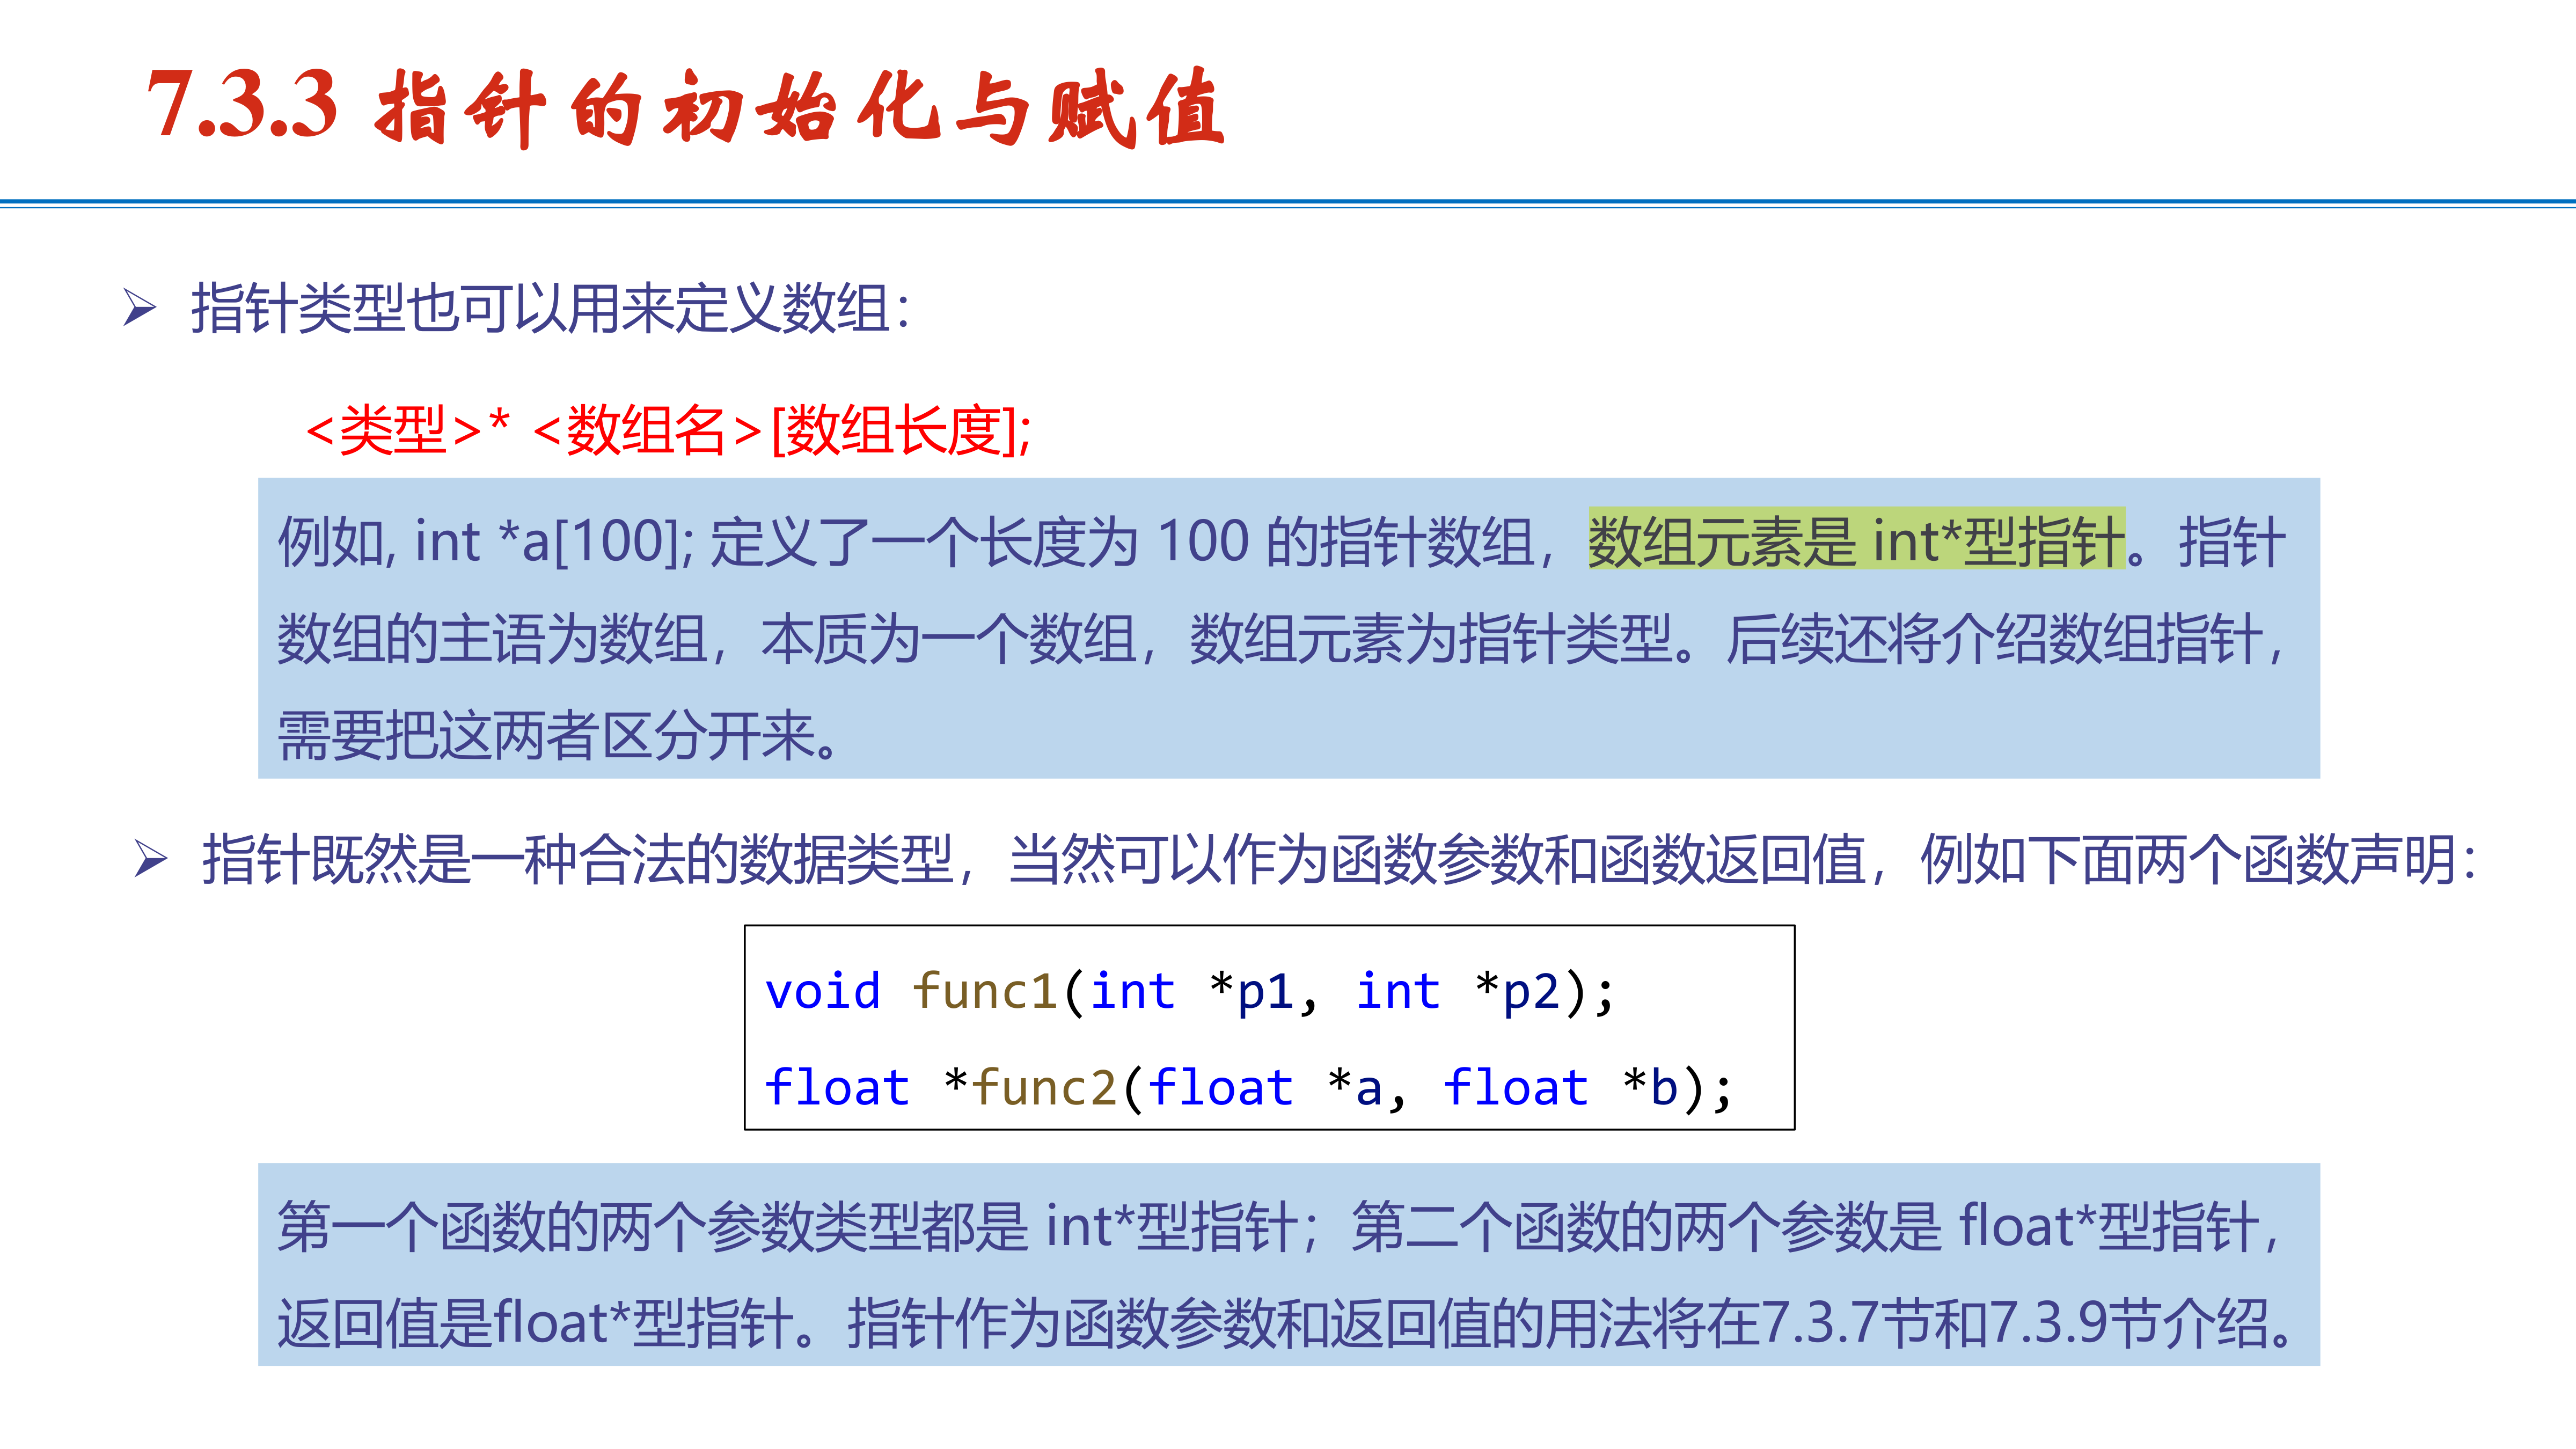 7.3.3 指针的初始化与赋值
指针类型也可以用来定义数组：
<类型>* <数组名>[数组长度];
例如, int *a[100]; 定义了一个长度为 100 的指针数组，数组元素是 int*型指针。指针
数组的主语为数组，本质为一个数组，数组元素为指针类型。后续还将介绍数组指针，
需要把这两者区分开来。
指针既然是一种合法的数据类型，当然可以作为函数参数和函数返回值，例如下面两个函数声明：
void func1(int *p1, int *p2);
float *func2(float *a, float *b);
第一个函数的两个参数类型都是 int*型指针；第二个函数的两个参数是 float*型指针，
返回值是float*型指针。指针作为函数参数和返回值的用法将在7.3.7节和7.3.9节介绍。